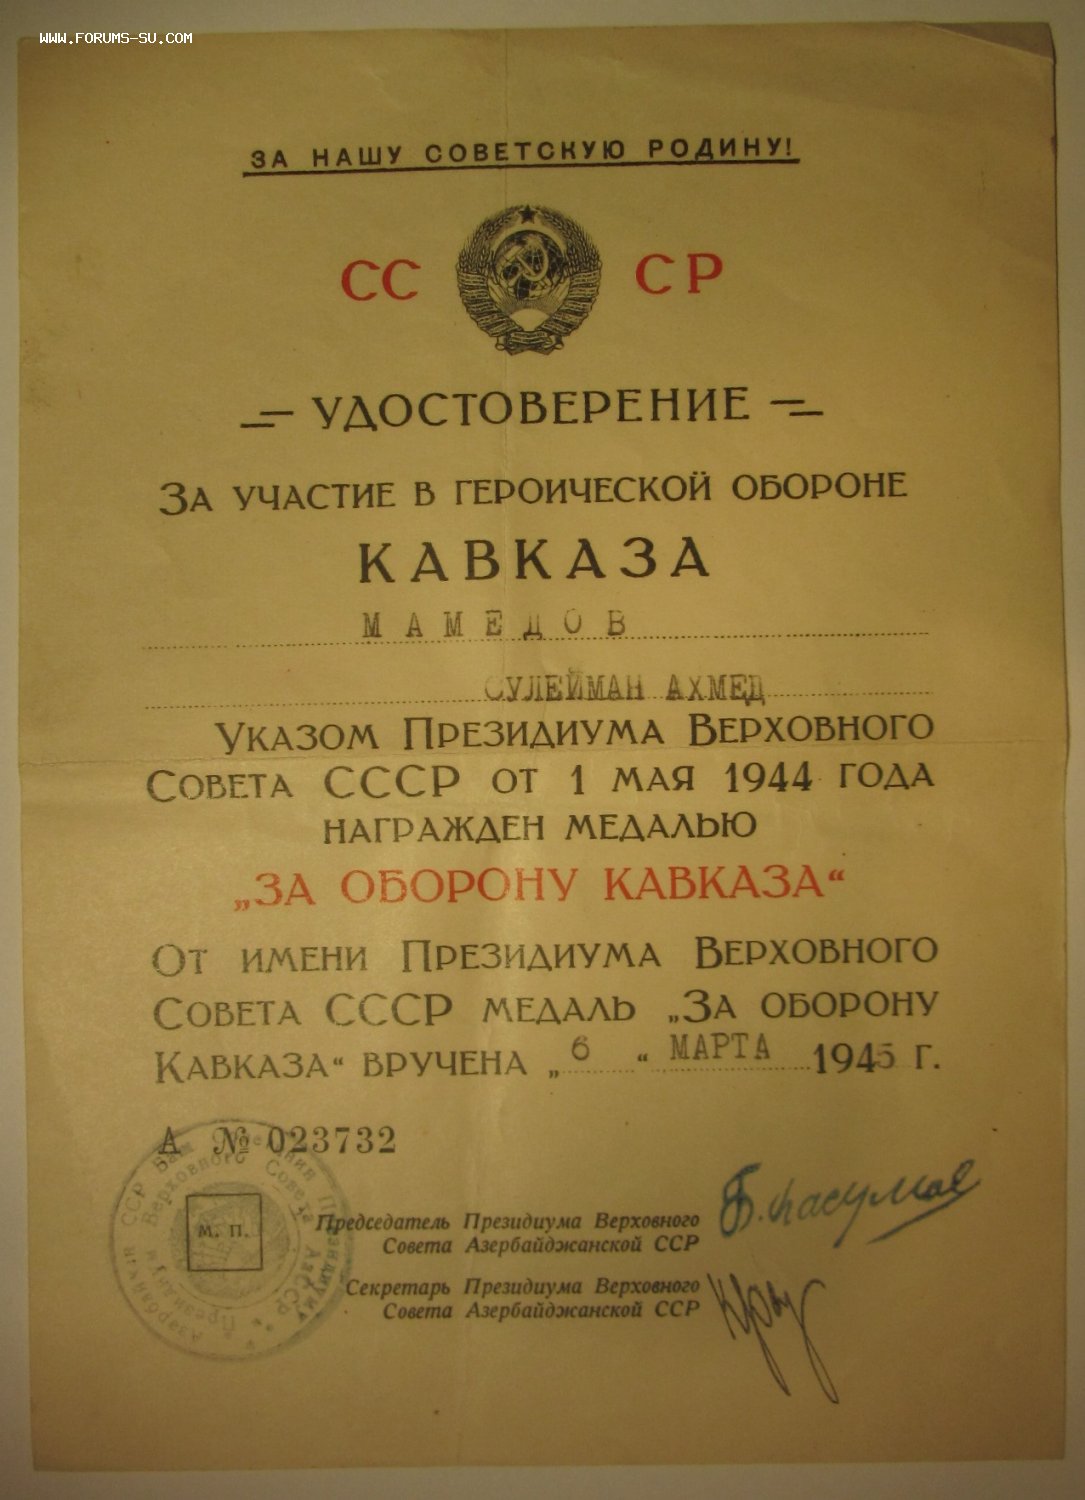 WWW.FORUMS-SU.COM
ЗА НАШУ СОВЕТСКУЮ РОДИНУ!
СС СР
УДОСТОВЕРЕНИЕ
ЗА УЧАСТИЕ В ГЕРОИЧЕСКОЙ ОБОРОНЕ
КАВКАЗА
МАМЕДОВ
СУЛЕЙМАН АХМЕД
УКАЗОМ ПРЕЗИДИУМА ВЕРХОВНОГО
СОВЕТА СССР ОТ 1 МАЯ 1944 ГОДА
НАГРАЖДЕН МЕДАЛЬЮ
„ЗА ОБОРОНУ КАВКАЗА“
ОТ ИМЕНИ ПРЕЗИДИУМА ВЕРХОВНОГО
СОВЕТА СССР МЕДАЛЬ „ЗА ОБОРОНУ
КАВКАЗА“ ВРУЧЕНА „6“ МАРТА 1945 Г.
А № 023732
М. П.
Председатель Президиума Верховного
Совета Азербайджанской ССР
Секретарь Президиума Верховного
Совета Азербайджанской ССР